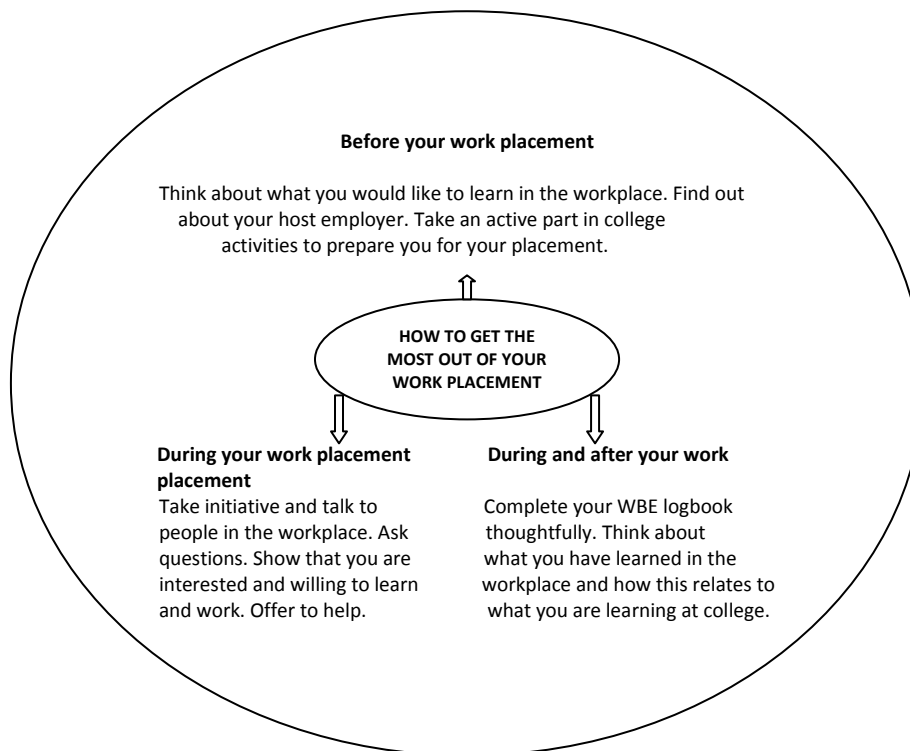 Before your work placement
Think about what you would like to learn in the workplace. Find out
about your host employer. Take an active part in college
activities to prepare you for your placement.
HOW TO GET THE
MOST OUT OF YOUR
WORK PLACEMENT
During your work placement
placement
Take initiative and talk to
people in the workplace. Ask
questions. Show that you are
interested and willing to learn
and work. Offer to help.
During and after your work
Complete your WBE logbook
thoughtfully. Think about
what you have learned in the
workplace and how this relates to
what you are learning at college.